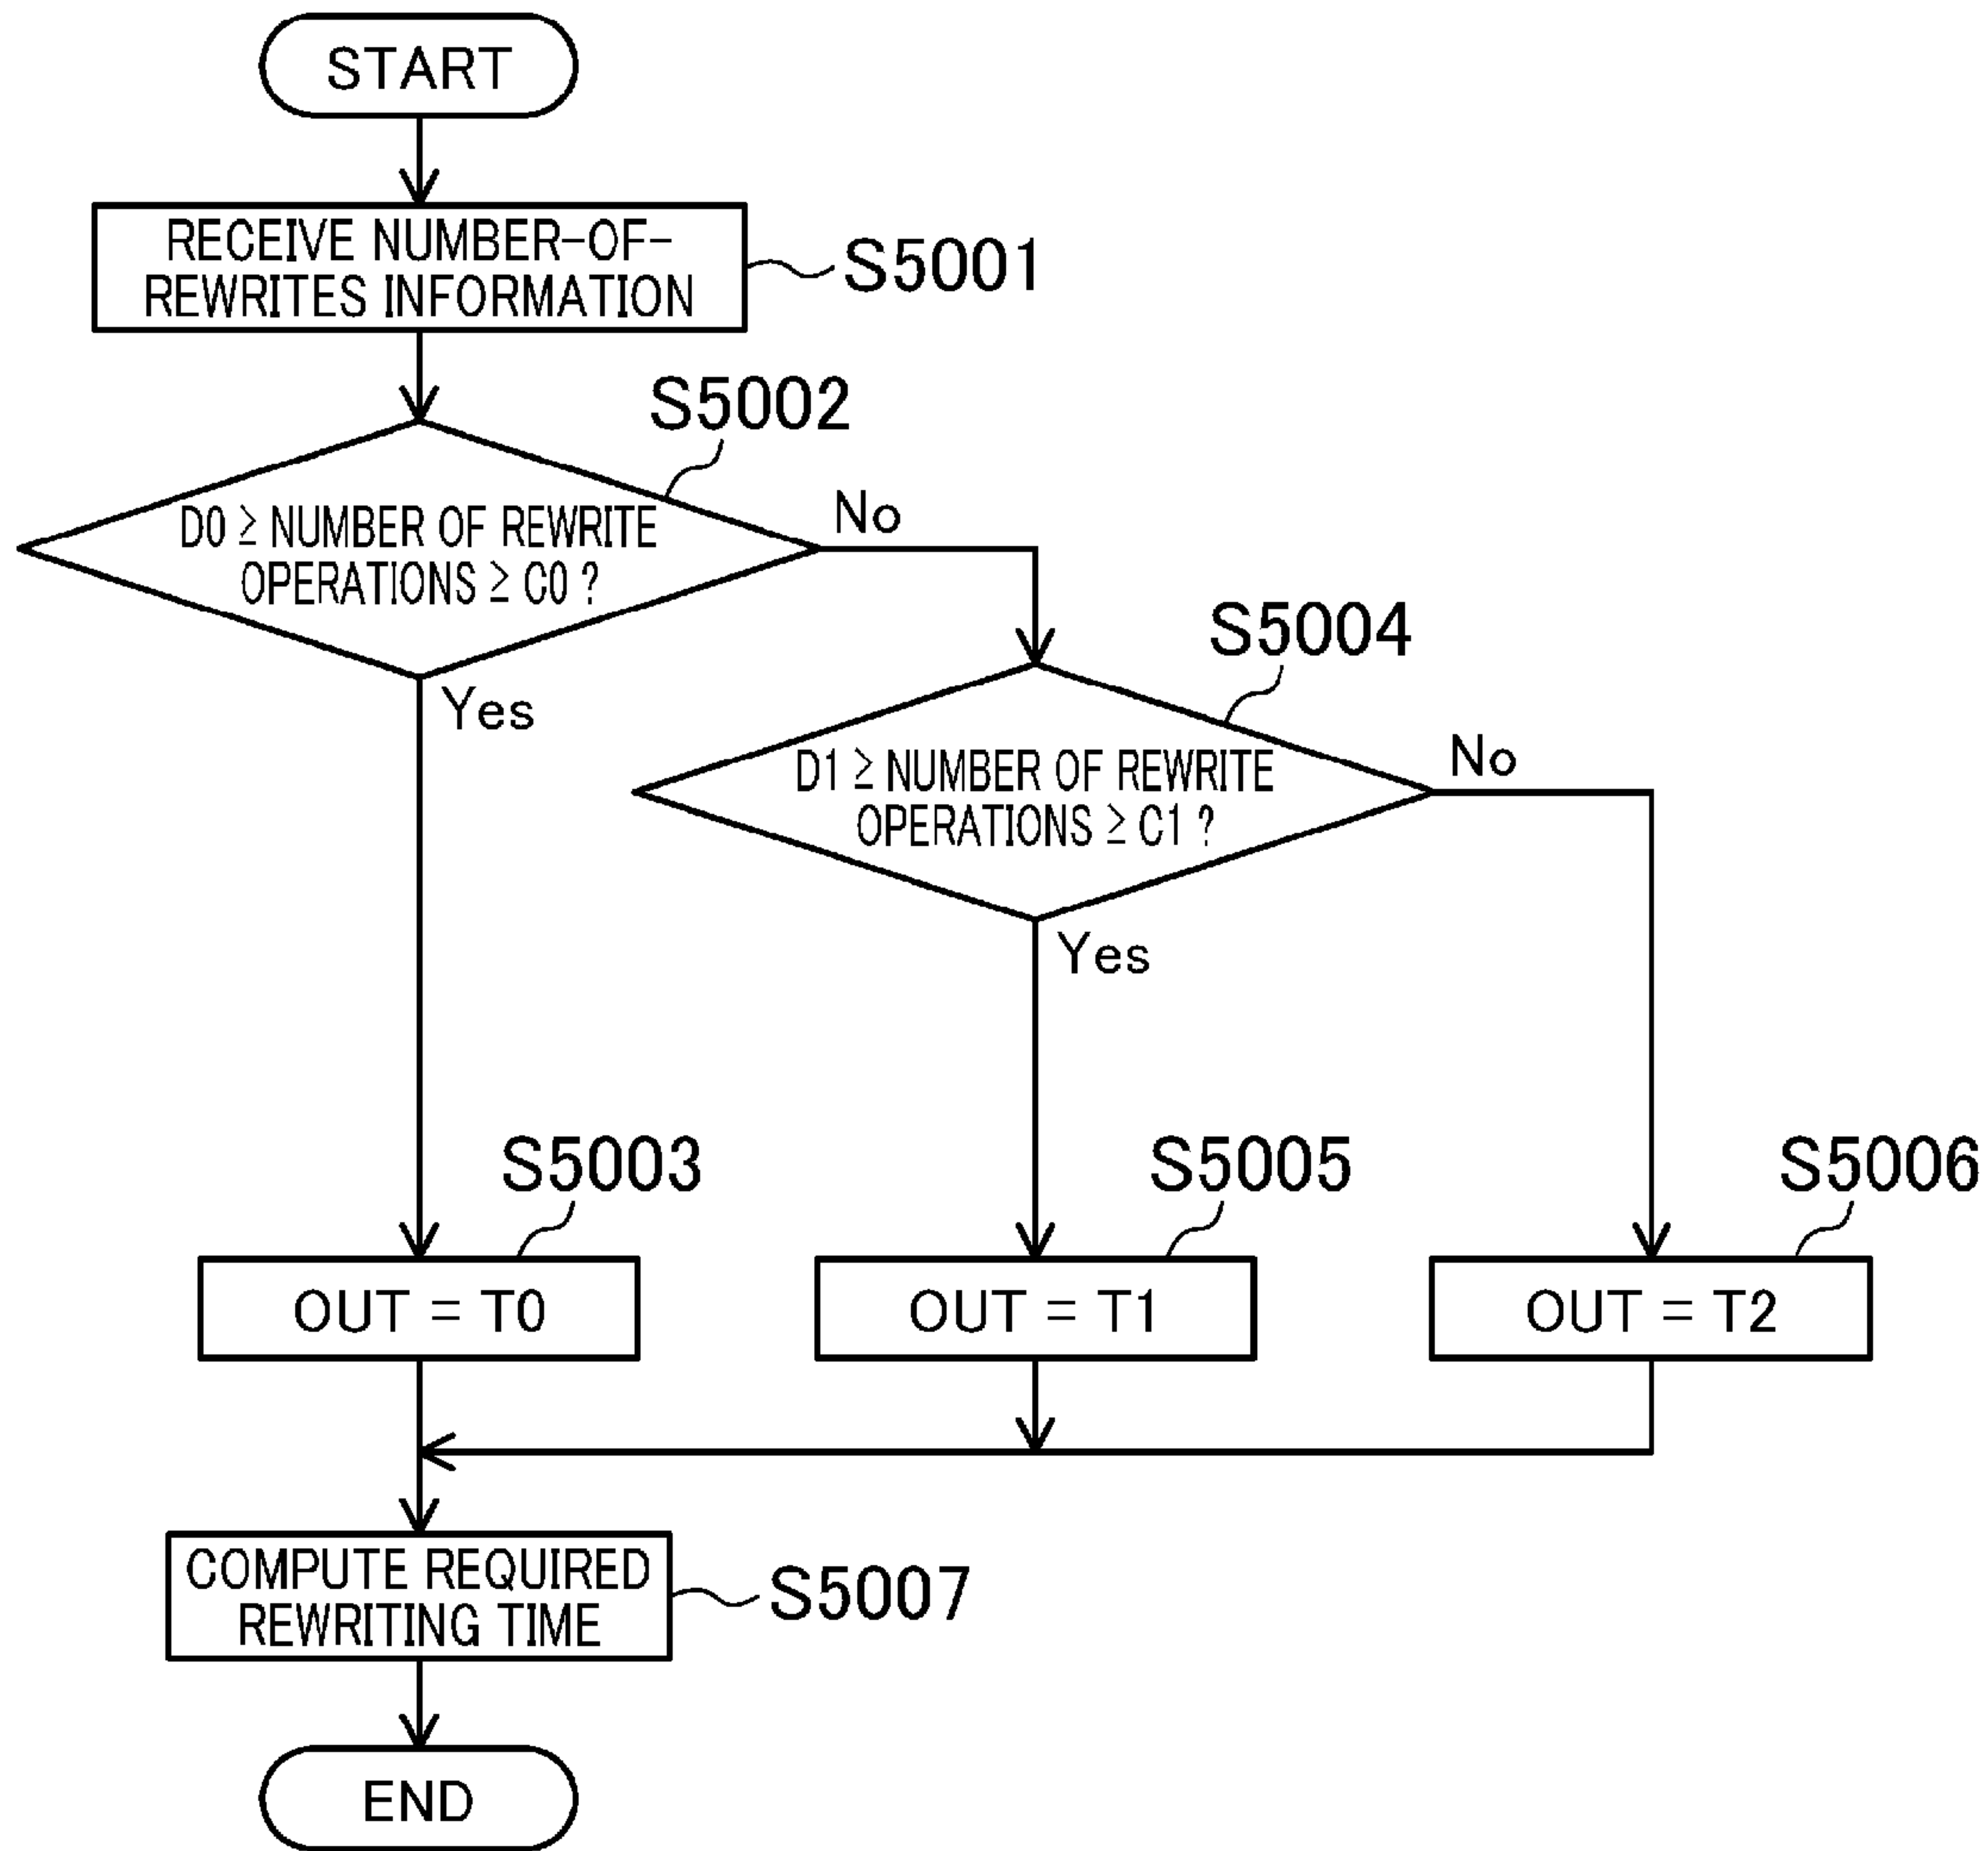 START
RECEIVE NUMBER-OF-
REWRITES INFORMATION
S5001
S5002
D0 ≥ NUMBER OF REWRITE
OPERATIONS ≥ C0 ?
No
Yes
S5004
D1 ≥ NUMBER OF REWRITE
OPERATIONS ≥ C1 ?
No
Yes
S5003
OUT = T0
S5005
OUT = T1
S5006
OUT = T2
COMPUTE REQUIRED
REWRITING TIME
S5007
END